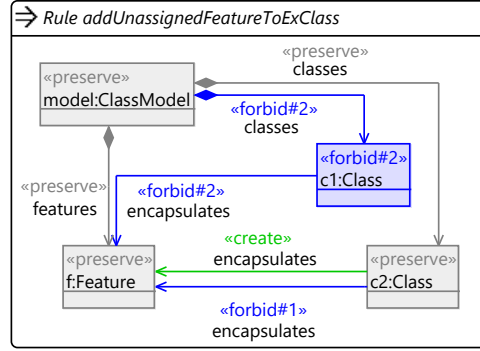 Rule addUnassignedFeatureToExClass
«preserve»
classes
«preserve»
model:ClassModel
«forbid#2»
classes
«forbid#2»
c1:Class
«preserve»
features
«forbid#2»
encapsulates
«create»
encapsulates
«preserve»
f:Feature
«preserve»
c2:Class
«forbid#1»
encapsulates